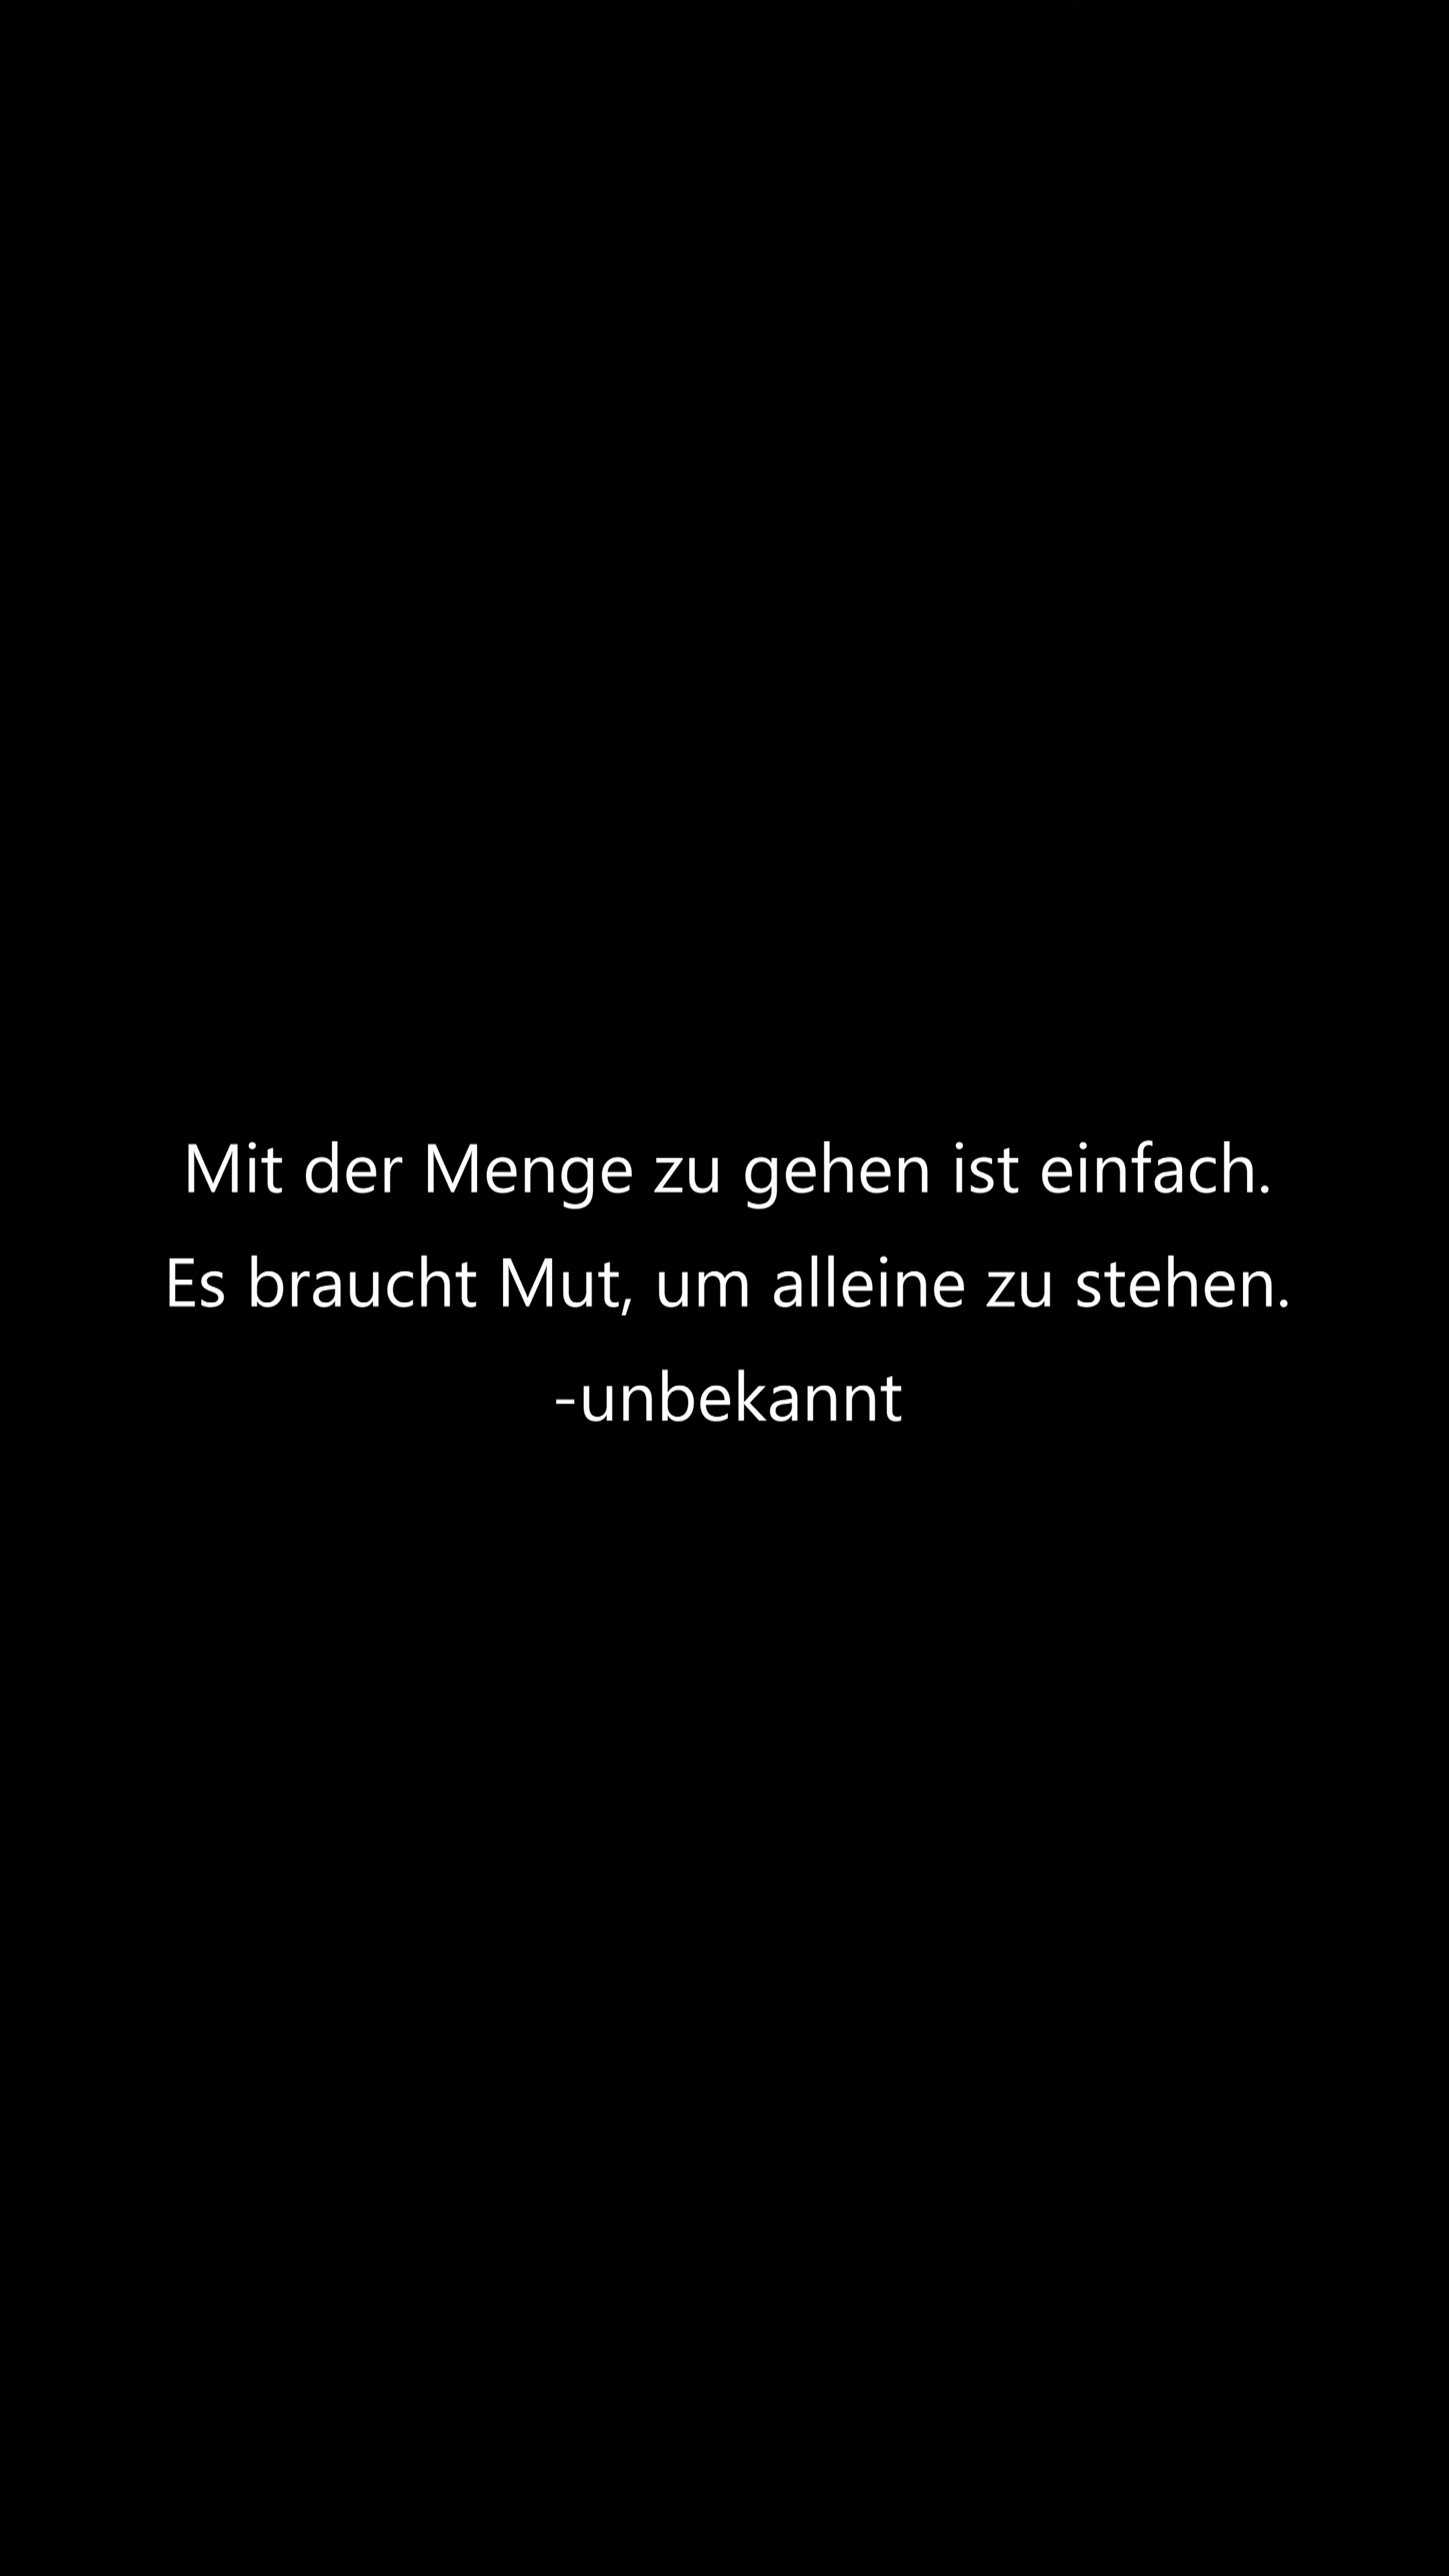 Mit der Menge zu gehen ist einfach.
Es braucht Mut, um alleine zu stehen.
-unbekannt